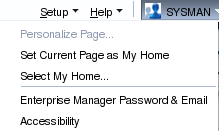 Setup Help SYSMAN
Personalize Page...
Set Current Page as My Home
Select My Home...
Enterprise Manager Password & Email
Accessibility